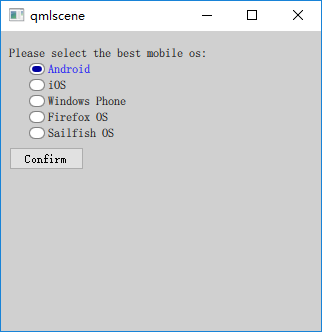 qmlscene
Please select the best mobile os:
Android
iOS
Windows Phone
Firefox OS
Sailfish OS
Confirm